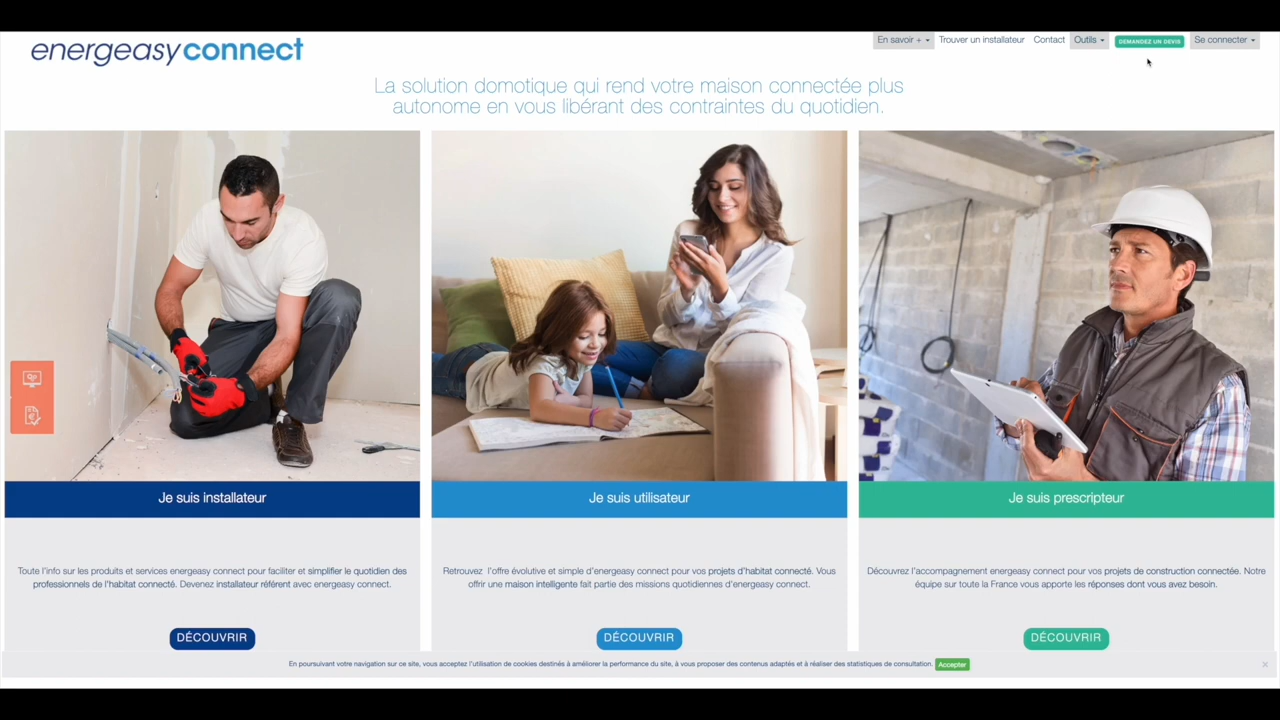 energeasyconnect
En savoir +
Trouver un installateur
Contact
Outils
DEMANDEZ UN DEVIS
Se connecter
La solution domotique qui rend votre maison connectée plus
autonome en vous libérant des contraintes du quotidien.
Je suis installateur
Toute l'info sur les produits et services energeasy connect pour faciliter et simplifier le quotidien des
professionnels de l'habitat connecté. Devenez installateur référent avec energeasy connect.
DÉCOUVRIR
Je suis utilisateur
Retrouvez l'offre évolutive et simple d'energeasy connect pour vos projets d'habitat connecté. Vous
offrir une maison intelligente fait partie des missions quotidiennes d'energeasy connect.
DÉCOUVRIR
Je suis prescripteur
Découvrez l'accompagnement energeasy connect pour vos projets de construction connectée. Notre
équipe sur toute la France vous apporte les réponses dont vous avez besoin.
DÉCOUVRIR
En poursuivant votre navigation sur ce site, vous acceptez l'utilisation de cookies destinés à améliorer la performance du site, à vous proposer des contenus adaptés et à réaliser des statistiques de consultation. Accepter ×